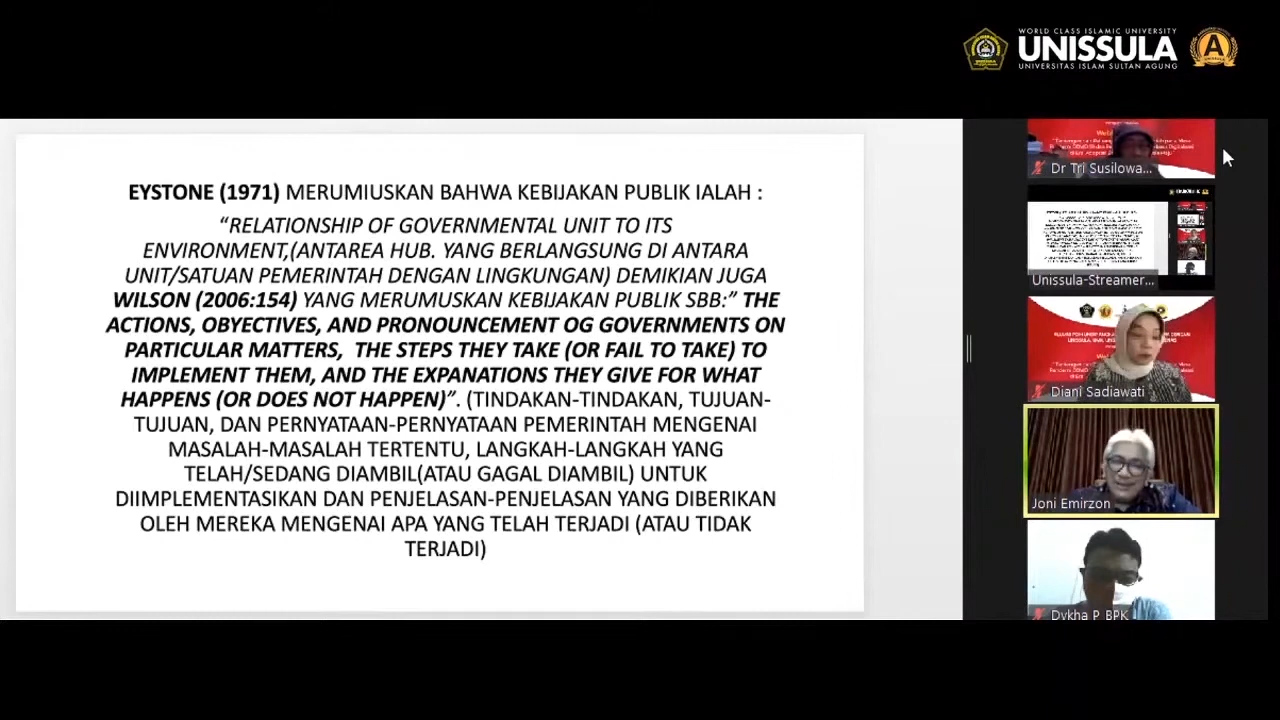 WORLD CLASS ISLAMIC UNIVERSITY
UNISSULA
UNIVERSITAS ISLAM SULTAN AGUNG
A
EYSTONE (1971) MERUMIUSKAN BAHWA KEBIJAKAN PUBLIK IALAH :
“RELATIONSHIP OF GOVERNMENTAL UNIT TO ITS
ENVIRONMENT,(ANTARA HUB. YANG BERLANGSUNG DI ANTARA
UNIT/SATUAN PEMERINTAH DENGAN LINGKUNGAN) DEMIKIAN JUGA
WILSON (2006:154) YANG MERUMUSKAN KEBIJAKAN PUBLIK SBB:” THE
ACTIONS, OBYECTIVES, AND PRONOUNCEMENT OG GOVERNMENTS ON
PARTICULAR MATTERS, THE STEPS THEY TAKE (OR FAIL TO TAKE) TO
IMPLEMENT THEM, AND THE EXPANATIONS THEY GIVE FOR WHAT
HAPPENS (OR DOES NOT HAPPEN)”. (TINDAKAN-TINDAKAN, TUJUAN-
TUJUAN, DAN PERNYATAAN-PERNYATAAN PEMERINTAH MENGENAI
MASALAH-MASALAH TERTENTU, LANGKAH-LANGKAH YANG
TELAH/SEDANG DIAMBIL(ATAU GAGAL DIAMBIL) UNTUK
DIIMPLEMENTASIKAN DAN PENJELASAN-PENJELASAN YANG DIBERIKAN
OLEH MEREKA MENGENAI APA YANG TELAH TERJADI (ATAU TIDAK
TERJADI)
Dr Tri Susilowa...
Unissula-Streamer...
Diani Sadiawati
Joni Emirzon
Dykha P_BPK